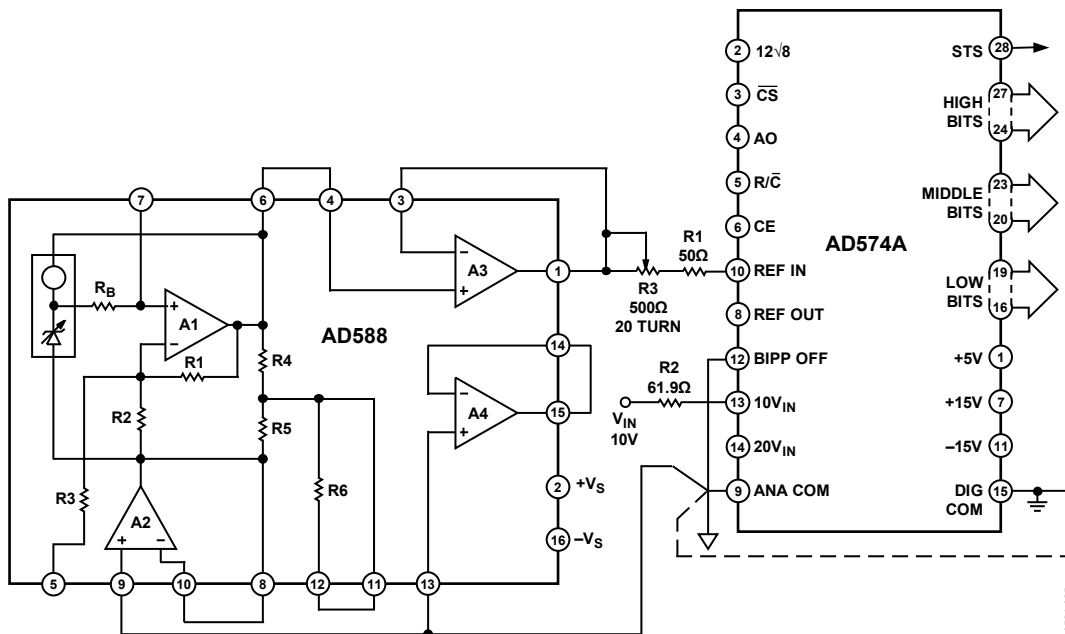 2 12√8
3 CS
4 AO
5 R/C
6 CE
10 REF IN
8 REF OUT
12 BIPP OFF
13 10VIN
14 20VIN
9 ANA COM
AD574A
STS 28
HIGH BITS 27 24
MIDDLE BITS 23 20
LOW BITS 19 16
+5V 1
+15V 7
–15V 11
DIG COM 15
7 6 4 3
RB
A1
R1
R2
R3
A2
+ –
R4
R5
R6
AD588
– A3 +
1
14
– A4 +
15
2 +VS
16 –VS
5 9 10 8 12 11 13
R3
500Ω
20 TURN
R1
50Ω
R2
61.9Ω
VIN
10V
+
–